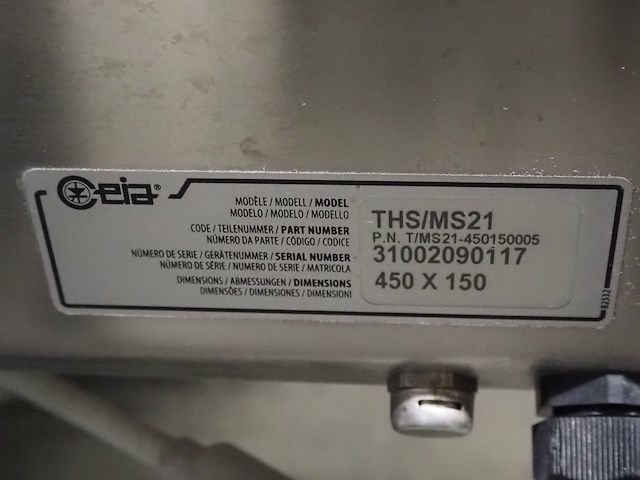 Ceia®
MODÈLE / MODELL / MODEL
MODELO / MODELO / MODELLO
THS/MS21
CODE / TEILENUMMER / PART NUMBER
NÚMERO DA PARTE / CÓDIGO / CODICE
P.N. T/MS21-450150005
NÚMERO DE SERIE / GERÄTENUMMER / SERIAL NUMBER
NÚMERO DE SÉRIE / NUMERO DE SERIE / MATRICOLA
31002090117
DIMENSIONS / ABMESSUNGEN / DIMENSIONS
DIMENSÕES / DIMENSIONES / DIMENSIONI
450 X 150
82532